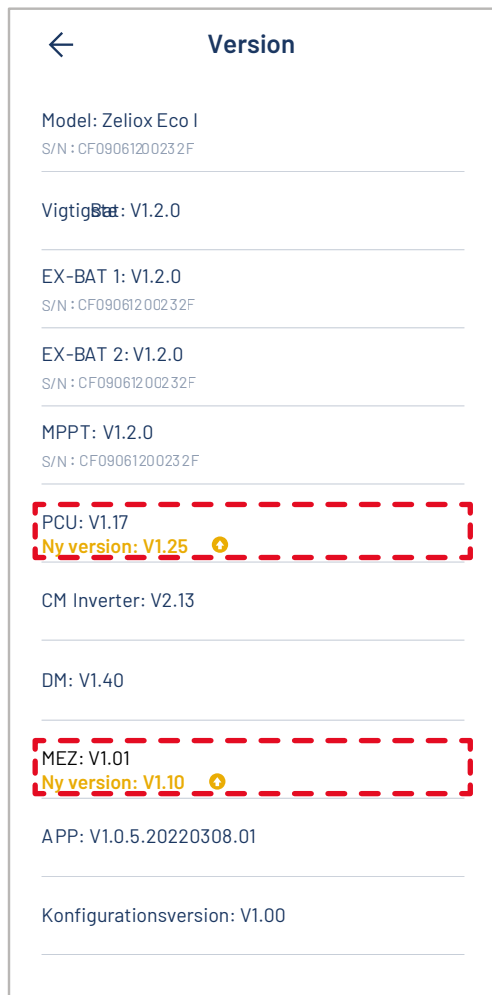 Version
Model: Zeliox Eco I
S/N: CF09061200232F
Vigtigste Bat: V1.2.0
EX-BAT 1: V1.2.0
S/N: CF09061200232F
EX-BAT 2: V1.2.0
S/N: CF09061200232F
MPPT: V1.2.0
S/N: CF09061200232F
PCU: V1.17
Ny version: V1.25
CM Inverter: V2.13
DM: V1.40
MEZ: V1.01
Ny version: V1.10
APP: V1.0.5.20220308.01
Konfigurationsversion: V1.00